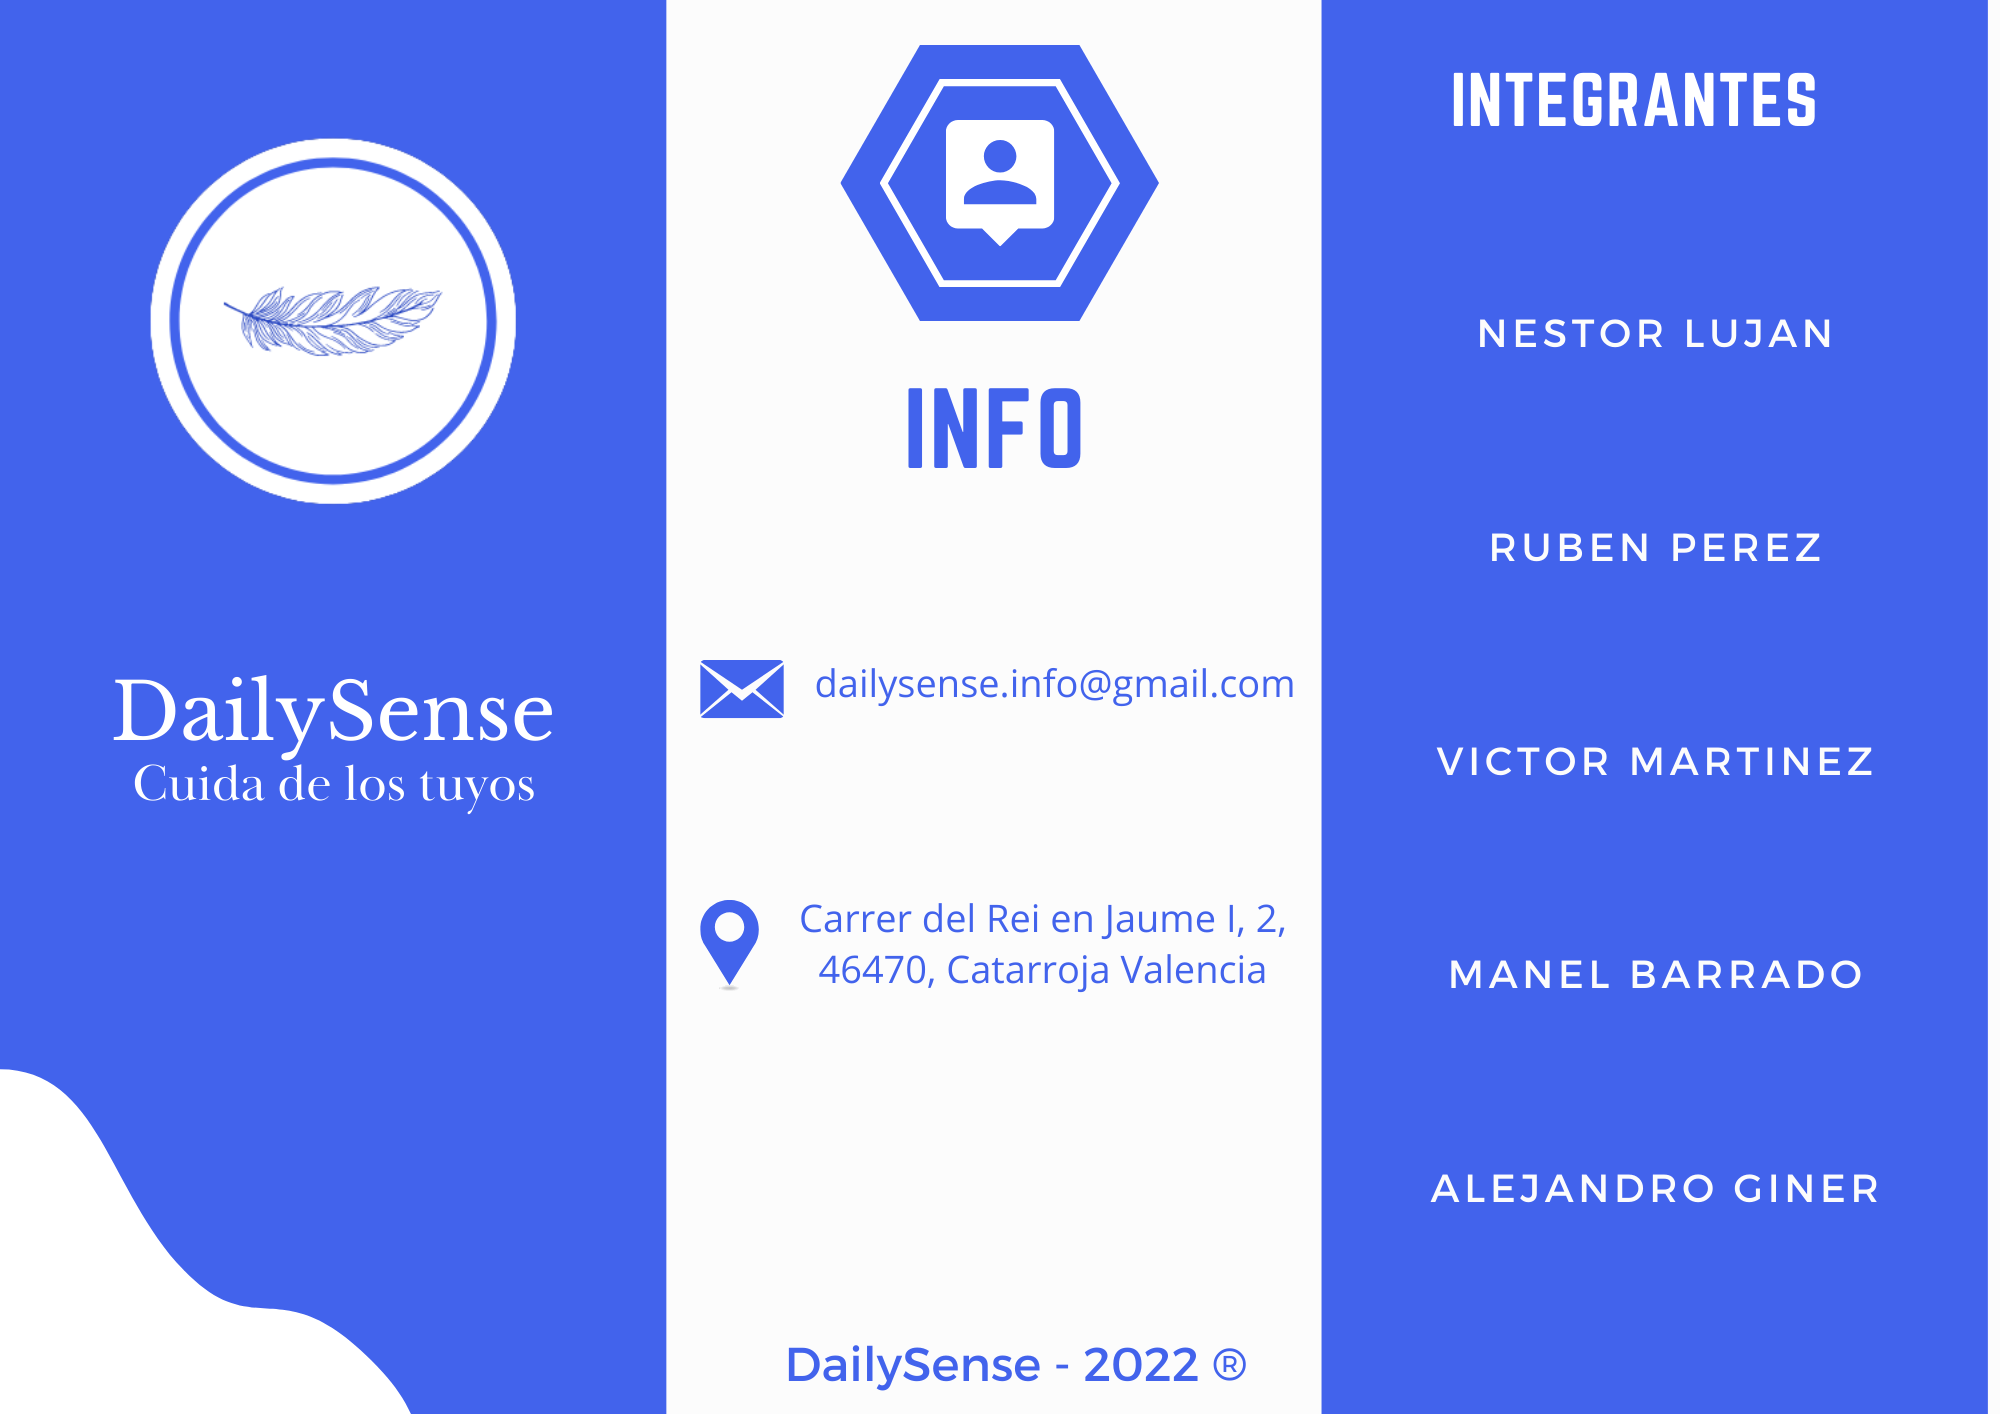 DailySense
Cuida de los tuyos
INFO
dailysense.info@gmail.com
Carrer del Rei en Jaume I, 2,
46470, Catarroja Valencia
DailySense - 2022 ®
INTEGRANTES
NESTOR LUJAN
RUBEN PEREZ
VICTOR MARTINEZ
MANEL BARRADO
ALEJANDRO GINER